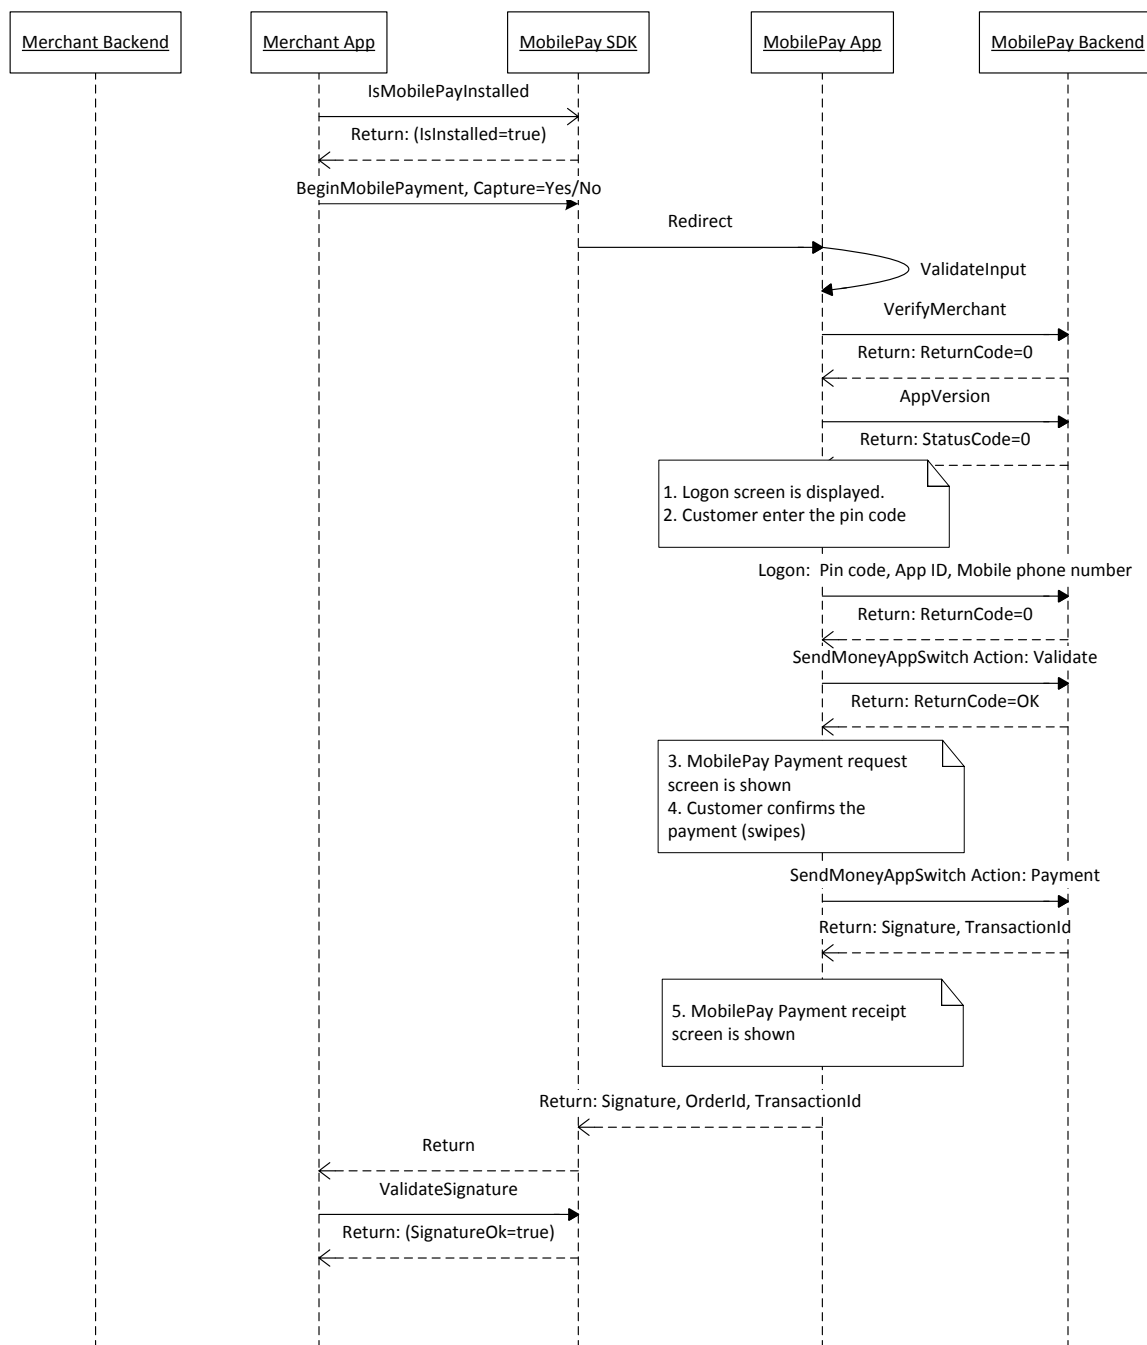 Merchant Backend
Merchant App
MobilePay SDK
MobilePay App
MobilePay Backend
IsMobilePayInstalled
Return: (IsInstalled=true)
BeginMobilePayment, Capture=Yes/No
Redirect
ValidateInput
VerifyMerchant
Return: ReturnCode=0
AppVersion
Return: StatusCode=0
1. Logon screen is displayed.
2. Customer enter the pin code
Logon:  Pin code, App ID, Mobile phone number
Return: ReturnCode=0
SendMoneyAppSwitch Action: Validate
Return: ReturnCode=OK
3. MobilePay Payment request
screen is shown
4. Customer confirms the
payment (swipes)
SendMoneyAppSwitch Action: Payment
Return: Signature, TransactionId
5. MobilePay Payment receipt
screen is shown
Return: Signature, OrderId, TransactionId
Return
ValidateSignature
Return: (SignatureOk=true)